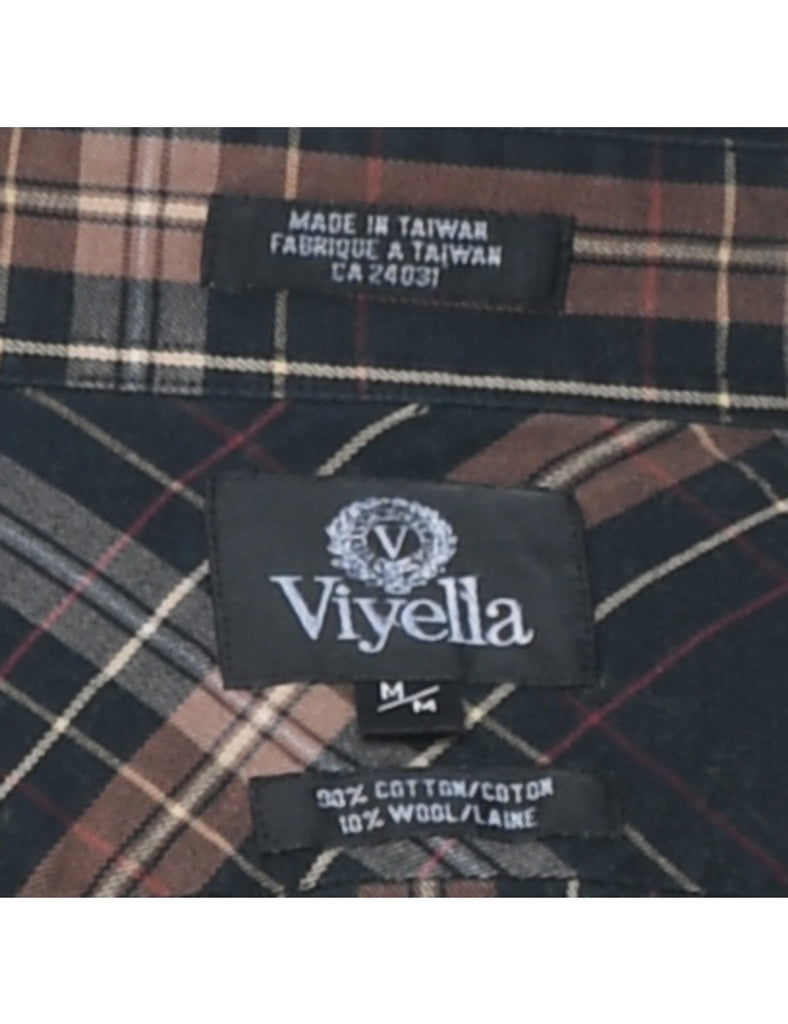 MADE IN TAIWAN
FABRIQUE A TAIWAN
CA 24031
V
Viyella
M/M
90% COTTON/COTON
10% WOOL/LAINE